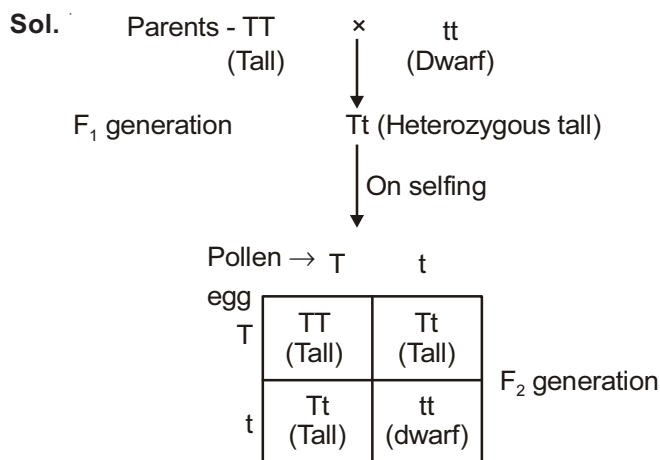 Sol. Parents - TT × tt
(Tall) (Dwarf)
F₁ generation Tt (Heterozygous tall)
On selfing
Pollen → T t
egg
T TT Tt
(Tall) (Tall)
F₂ generation
t Tt tt
(Tall) (dwarf)